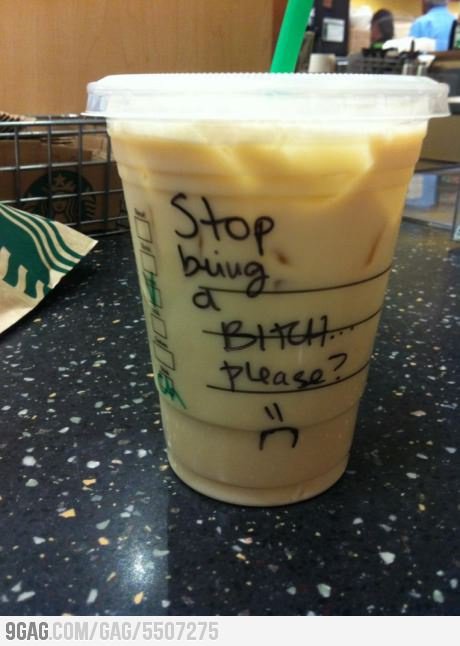 Stop
being
a
BITCH...
please?
9GAG.COM/GAG/5507275